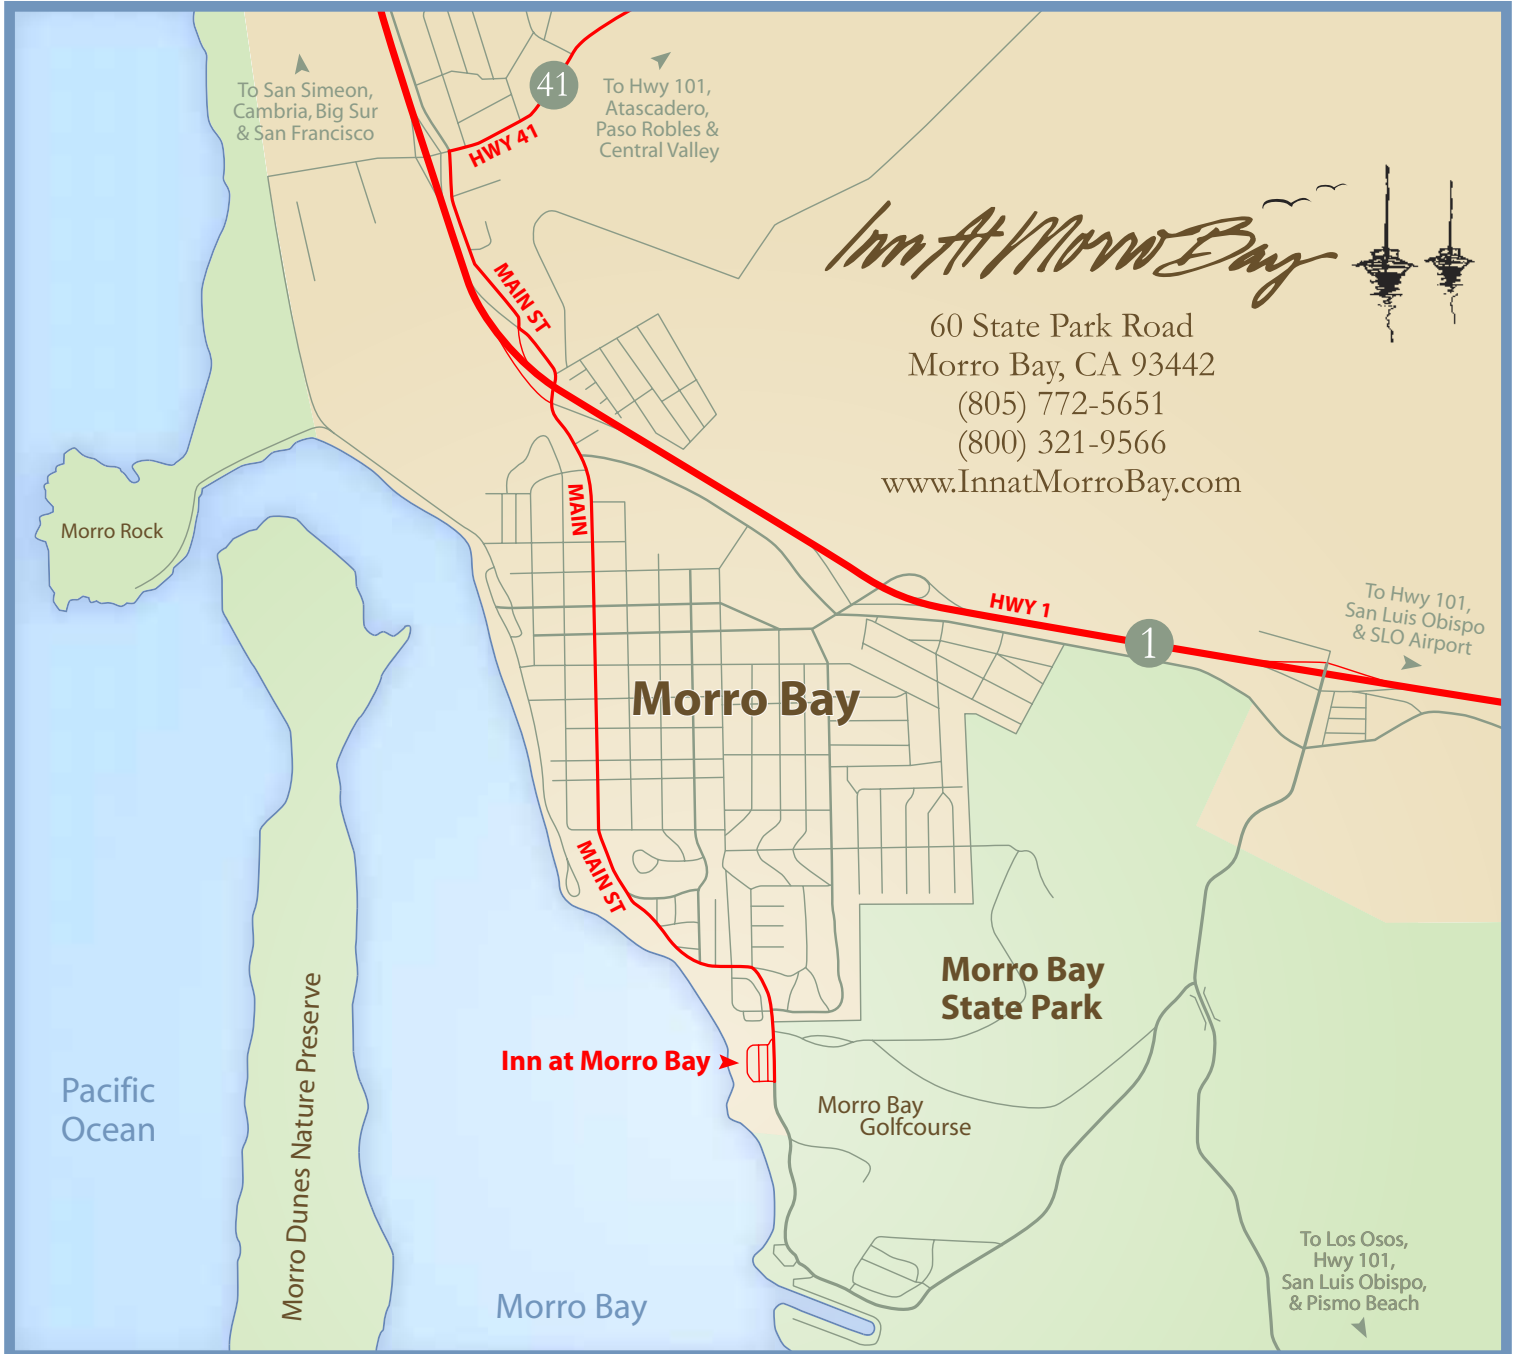 To San Simeon,
Cambria, Big Sur
& San Francisco
41
To Hwy 101,
Atascadero,
Paso Robles &
Central Valley
HWY 41
Inn At Morro Bay
60 State Park Road
Morro Bay, CA 93442
(805) 772-5651
(800) 321-9566
www.InnatMorroBay.com
MAIN ST
MAIN
Morro Rock
HWY 1
1
To Hwy 101,
San Luis Obispo
& SLO Airport
Morro Bay
MAIN ST
Morro Bay
State Park
Inn at Morro Bay
Morro Bay
Golfcourse
Pacific
Ocean
Morro Dunes Nature Preserve
Morro Bay
To Los Osos,
Hwy 101,
San Luis Obispo,
& Pismo Beach